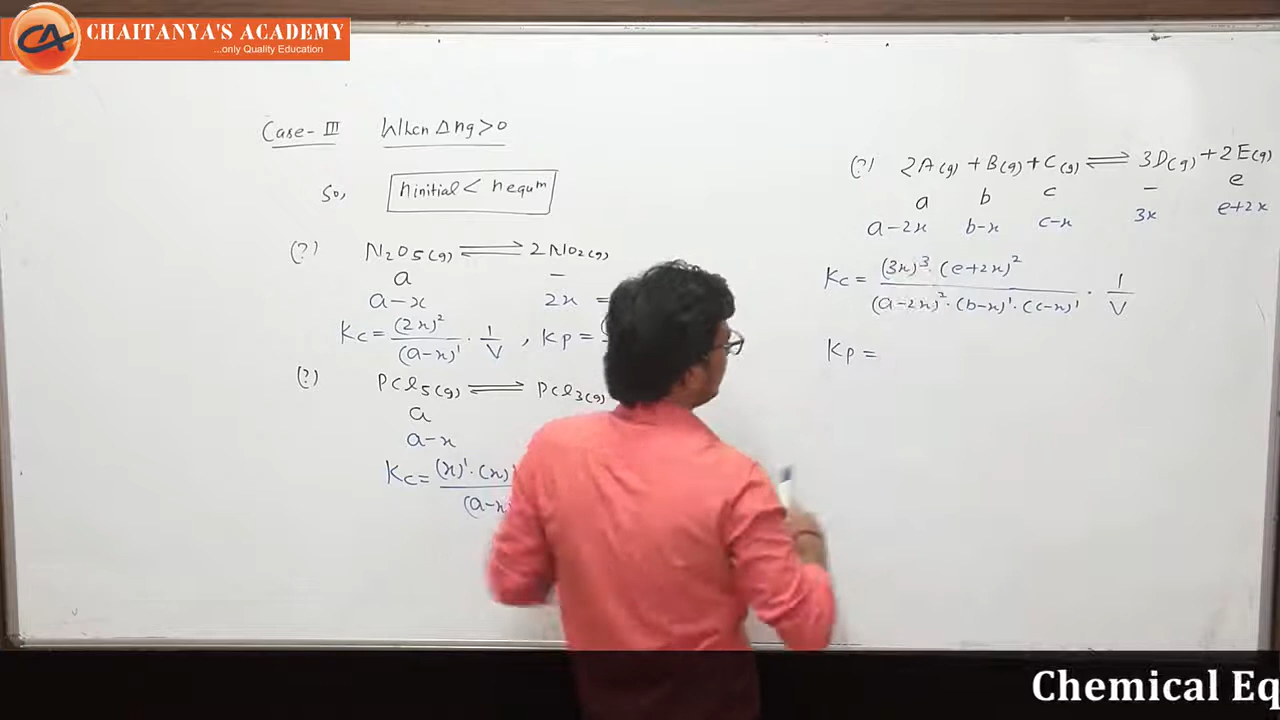 CHAITANYA'S ACADEMY
...only Quality Education
CA
Case-III When Δng>0
So, ninitial < nequm
(?) N2O5(g) ⇌ 2NO2(g)
a –
a-x 2x =
Kc = (2x)²/(a-x)¹ · 1/V , Kp =
(?) PCl5(g) ⇌ PCl3(g)
a
a-x
Kc = (x)¹·(x)¹/(a-x)
(?) 2A(g) + B(g) + C(g) ⇌ 3D(g) + 2E(g)
a b c – e
a-2x b-x c-x 3x e+2x
Kc = (3x)³·(e+2x)²/(a-2x)²·(b-x)¹·(c-x)¹ · 1/V
Kp =
Chemical Eq